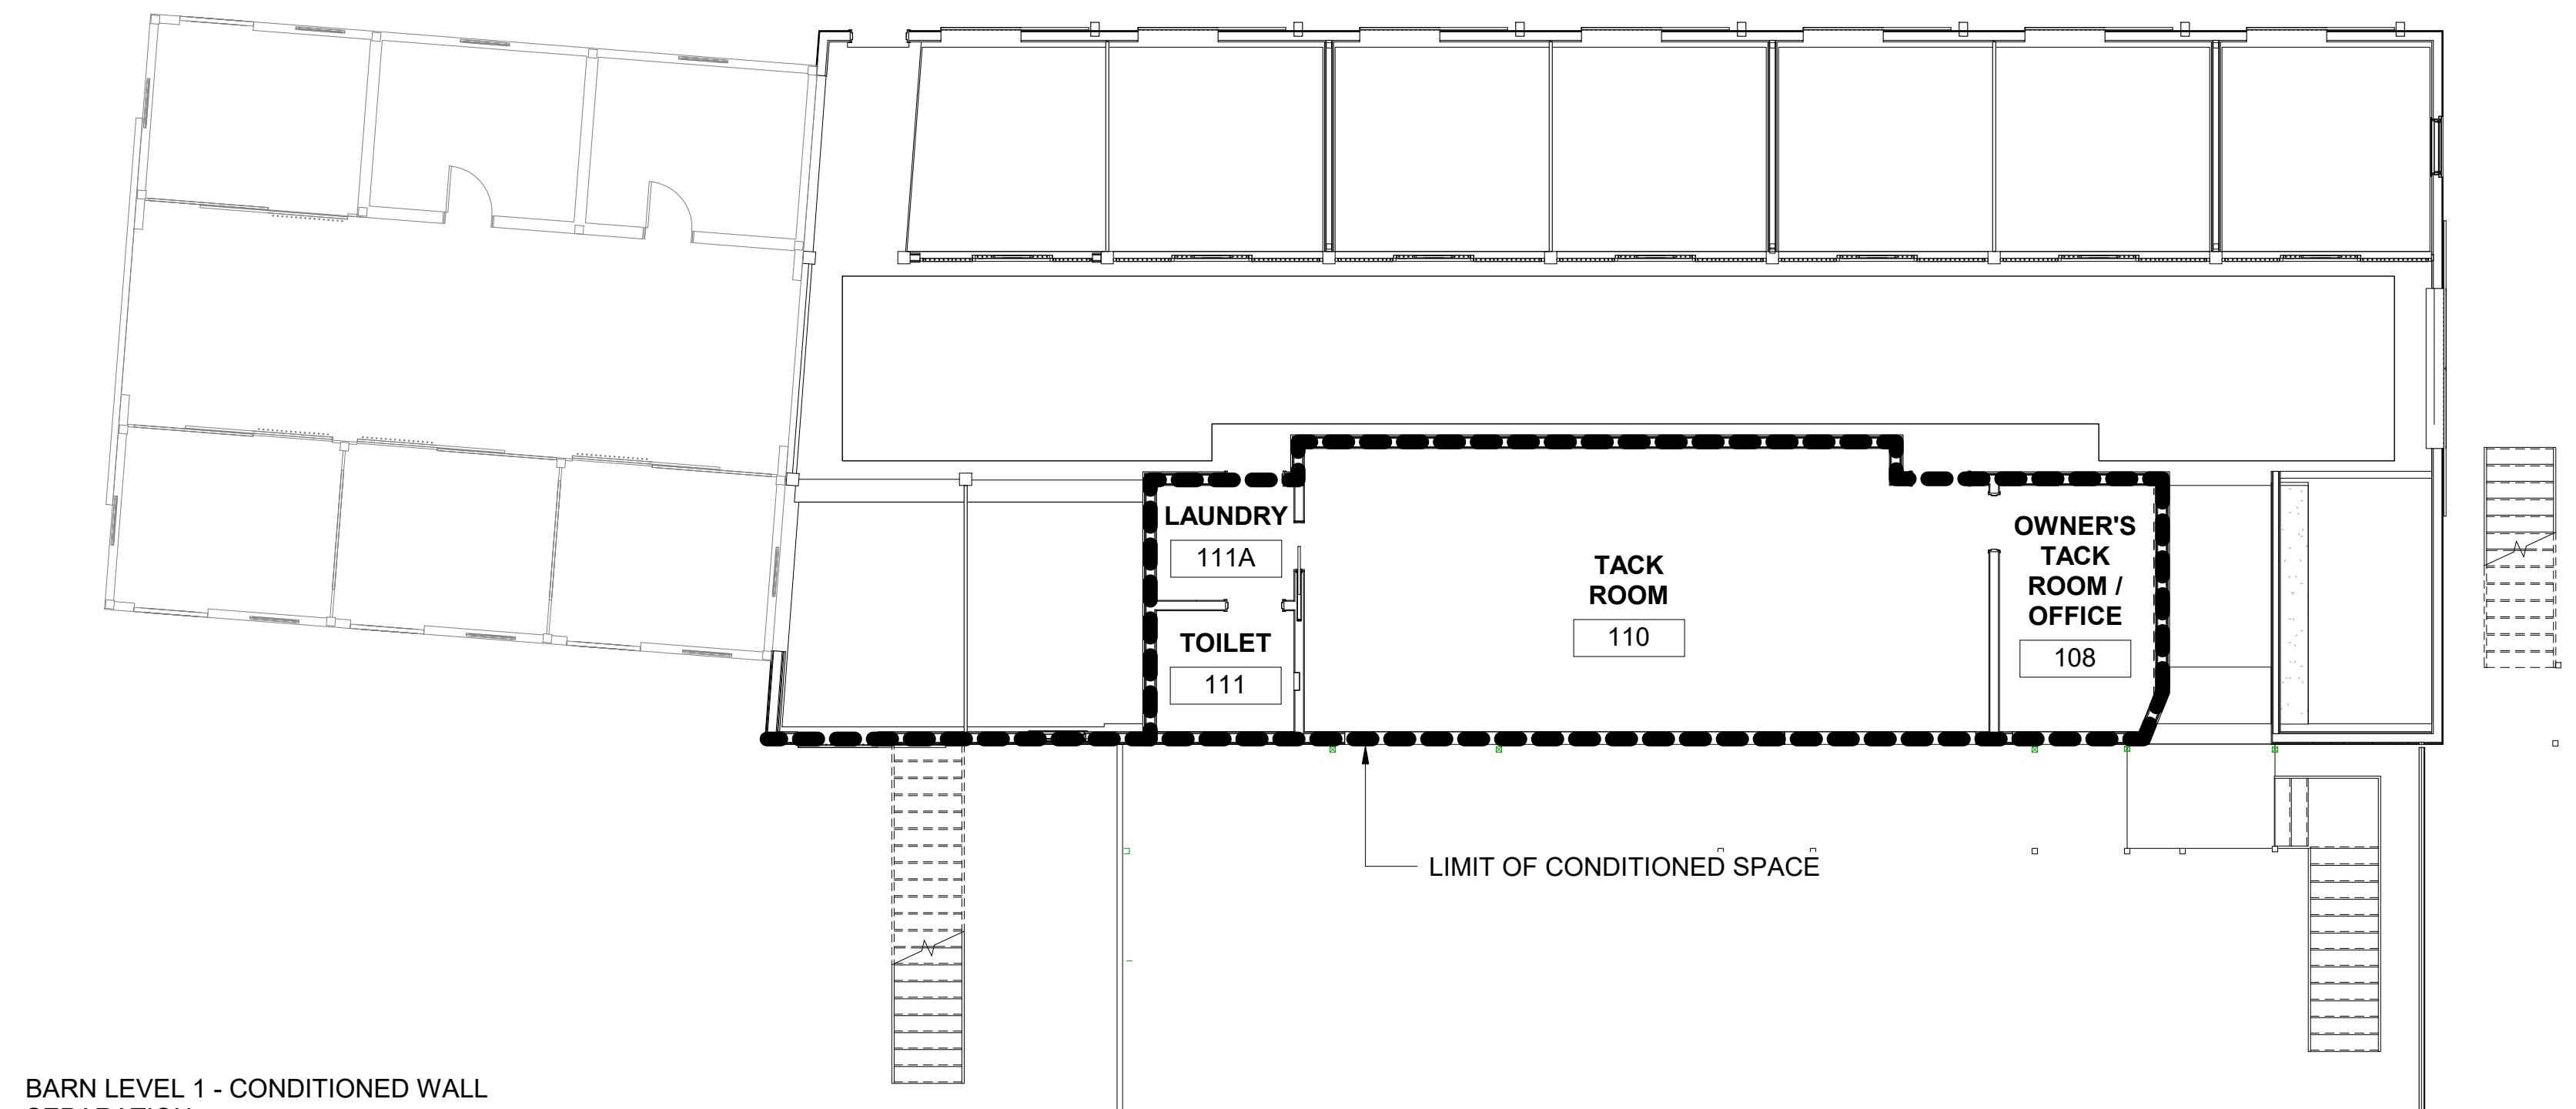 LAUNDRY
111A
TOILET
111
TACK
ROOM
110
OWNER'S
TACK
ROOM /
OFFICE
108
LIMIT OF CONDITIONED SPACE
BARN LEVEL 1 - CONDITIONED WALL